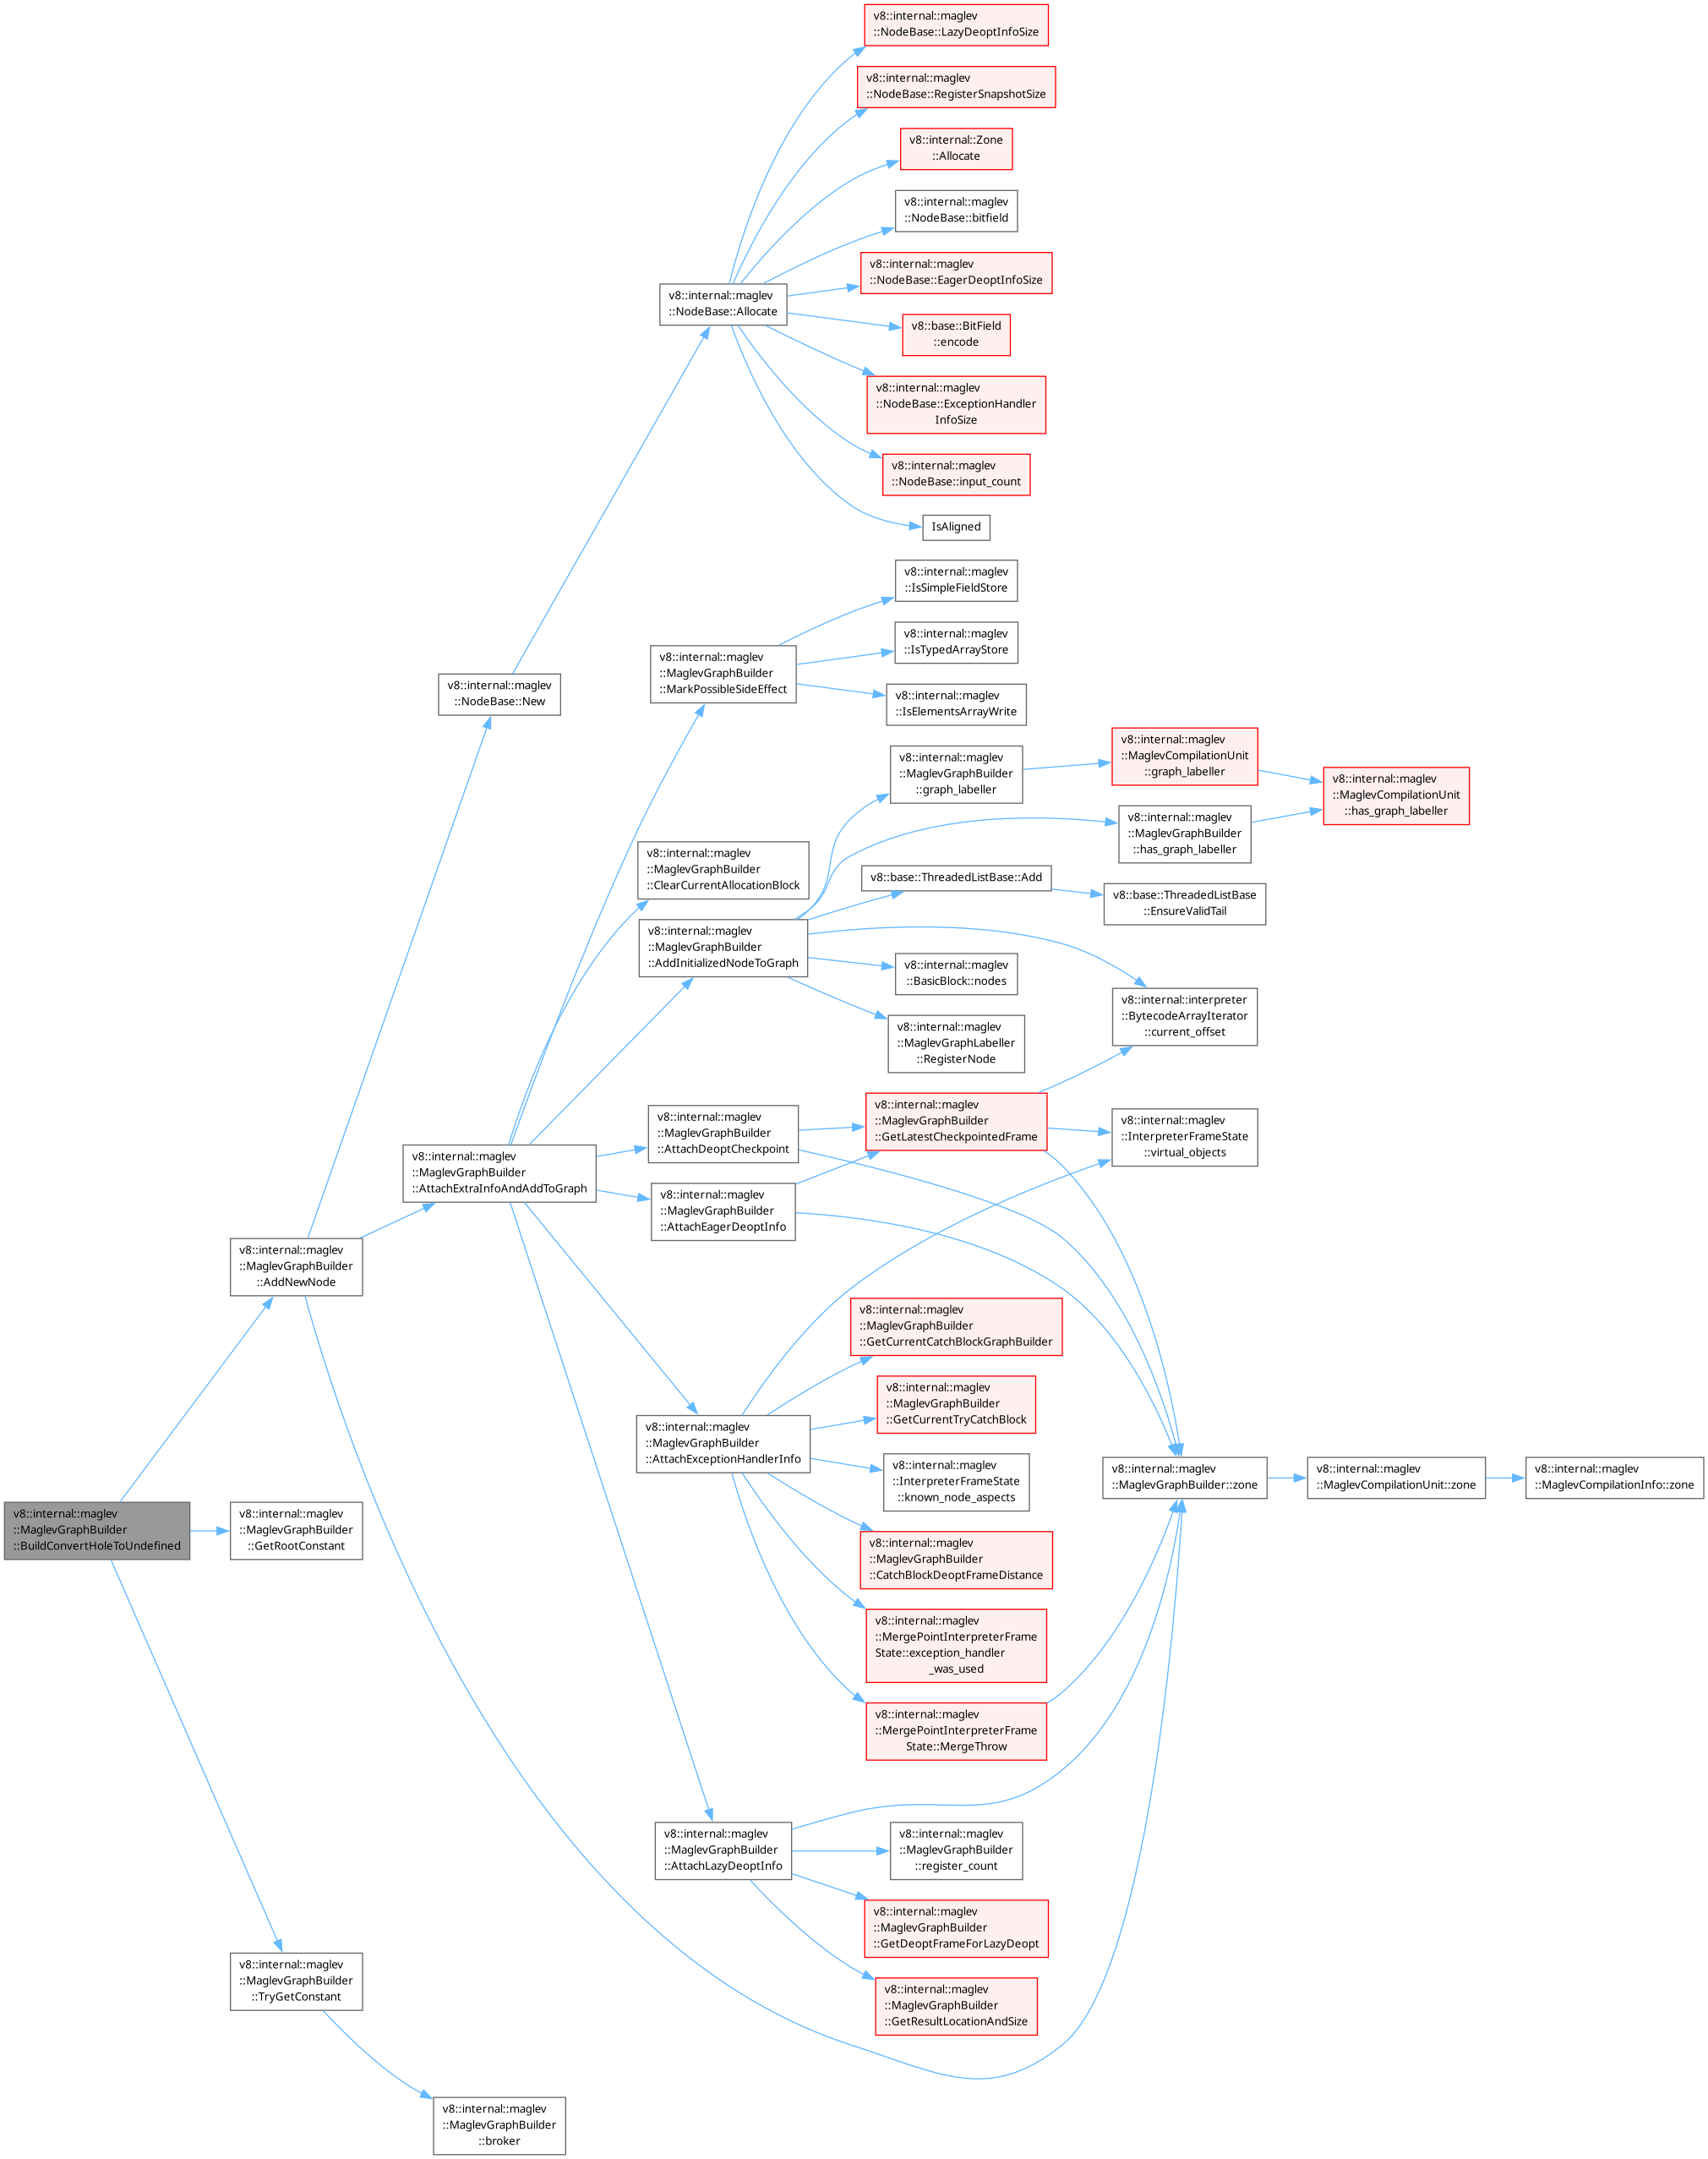 v8::internal::maglev
::NodeBase::LazyDeoptInfoSize
v8::internal::maglev
::NodeBase::RegisterSnapshotSize
v8::internal::Zone
::Allocate
v8::internal::maglev
::NodeBase::bitfield
v8::internal::maglev
::NodeBase::Allocate
v8::internal::maglev
::NodeBase::EagerDeoptInfoSize
v8::base::BitField
::encode
v8::internal::maglev
::NodeBase::ExceptionHandler
InfoSize
v8::internal::maglev
::NodeBase::input_count
IsAligned
v8::internal::maglev
::IsSimpleFieldStore
v8::internal::maglev
::NodeBase::New
v8::internal::maglev
::MaglevGraphBuilder
::MarkPossibleSideEffect
v8::internal::maglev
::IsTypedArrayStore
v8::internal::maglev
::IsElementsArrayWrite
v8::internal::maglev
::MaglevGraphBuilder
::graph_labeller
v8::internal::maglev
::MaglevCompilationUnit
::graph_labeller
v8::internal::maglev
::MaglevCompilationUnit
::has_graph_labeller
v8::internal::maglev
::MaglevGraphBuilder
::has_graph_labeller
v8::internal::maglev
::MaglevGraphBuilder
::ClearCurrentAllocationBlock
v8::base::ThreadedListBase::Add
v8::base::ThreadedListBase
::EnsureValidTail
v8::internal::maglev
::MaglevGraphBuilder
::AddInitializedNodeToGraph
v8::internal::maglev
::BasicBlock::nodes
v8::internal::interpreter
::BytecodeArrayIterator
::current_offset
v8::internal::maglev
::MaglevGraphLabeller
::RegisterNode
v8::internal::maglev
::MaglevGraphBuilder
::AttachExtraInfoAndAddToGraph
v8::internal::maglev
::MaglevGraphBuilder
::AttachDeoptCheckpoint
v8::internal::maglev
::MaglevGraphBuilder
::GetLatestCheckpointedFrame
v8::internal::maglev
::InterpreterFrameState
::virtual_objects
v8::internal::maglev
::MaglevGraphBuilder
::AttachEagerDeoptInfo
v8::internal::maglev
::MaglevGraphBuilder
::AddNewNode
v8::internal::maglev
::MaglevGraphBuilder
::GetCurrentCatchBlockGraphBuilder
v8::internal::maglev
::MaglevGraphBuilder
::GetCurrentTryCatchBlock
v8::internal::maglev
::MaglevGraphBuilder
::AttachExceptionHandlerInfo
v8::internal::maglev
::InterpreterFrameState
::known_node_aspects
v8::internal::maglev
::MaglevGraphBuilder::zone
v8::internal::maglev
::MaglevCompilationUnit::zone
v8::internal::maglev
::MaglevCompilationInfo::zone
v8::internal::maglev
::MaglevGraphBuilder
::BuildConvertHoleToUndefined
v8::internal::maglev
::MaglevGraphBuilder
::GetRootConstant
v8::internal::maglev
::MaglevGraphBuilder
::CatchBlockDeoptFrameDistance
v8::internal::maglev
::MergePointInterpreterFrame
State::exception_handler
_was_used
v8::internal::maglev
::MergePointInterpreterFrame
State::MergeThrow
v8::internal::maglev
::MaglevGraphBuilder
::AttachLazyDeoptInfo
v8::internal::maglev
::MaglevGraphBuilder
::register_count
v8::internal::maglev
::MaglevGraphBuilder
::GetDeoptFrameForLazyDeopt
v8::internal::maglev
::MaglevGraphBuilder
::TryGetConstant
v8::internal::maglev
::MaglevGraphBuilder
::GetResultLocationAndSize
v8::internal::maglev
::MaglevGraphBuilder
::broker